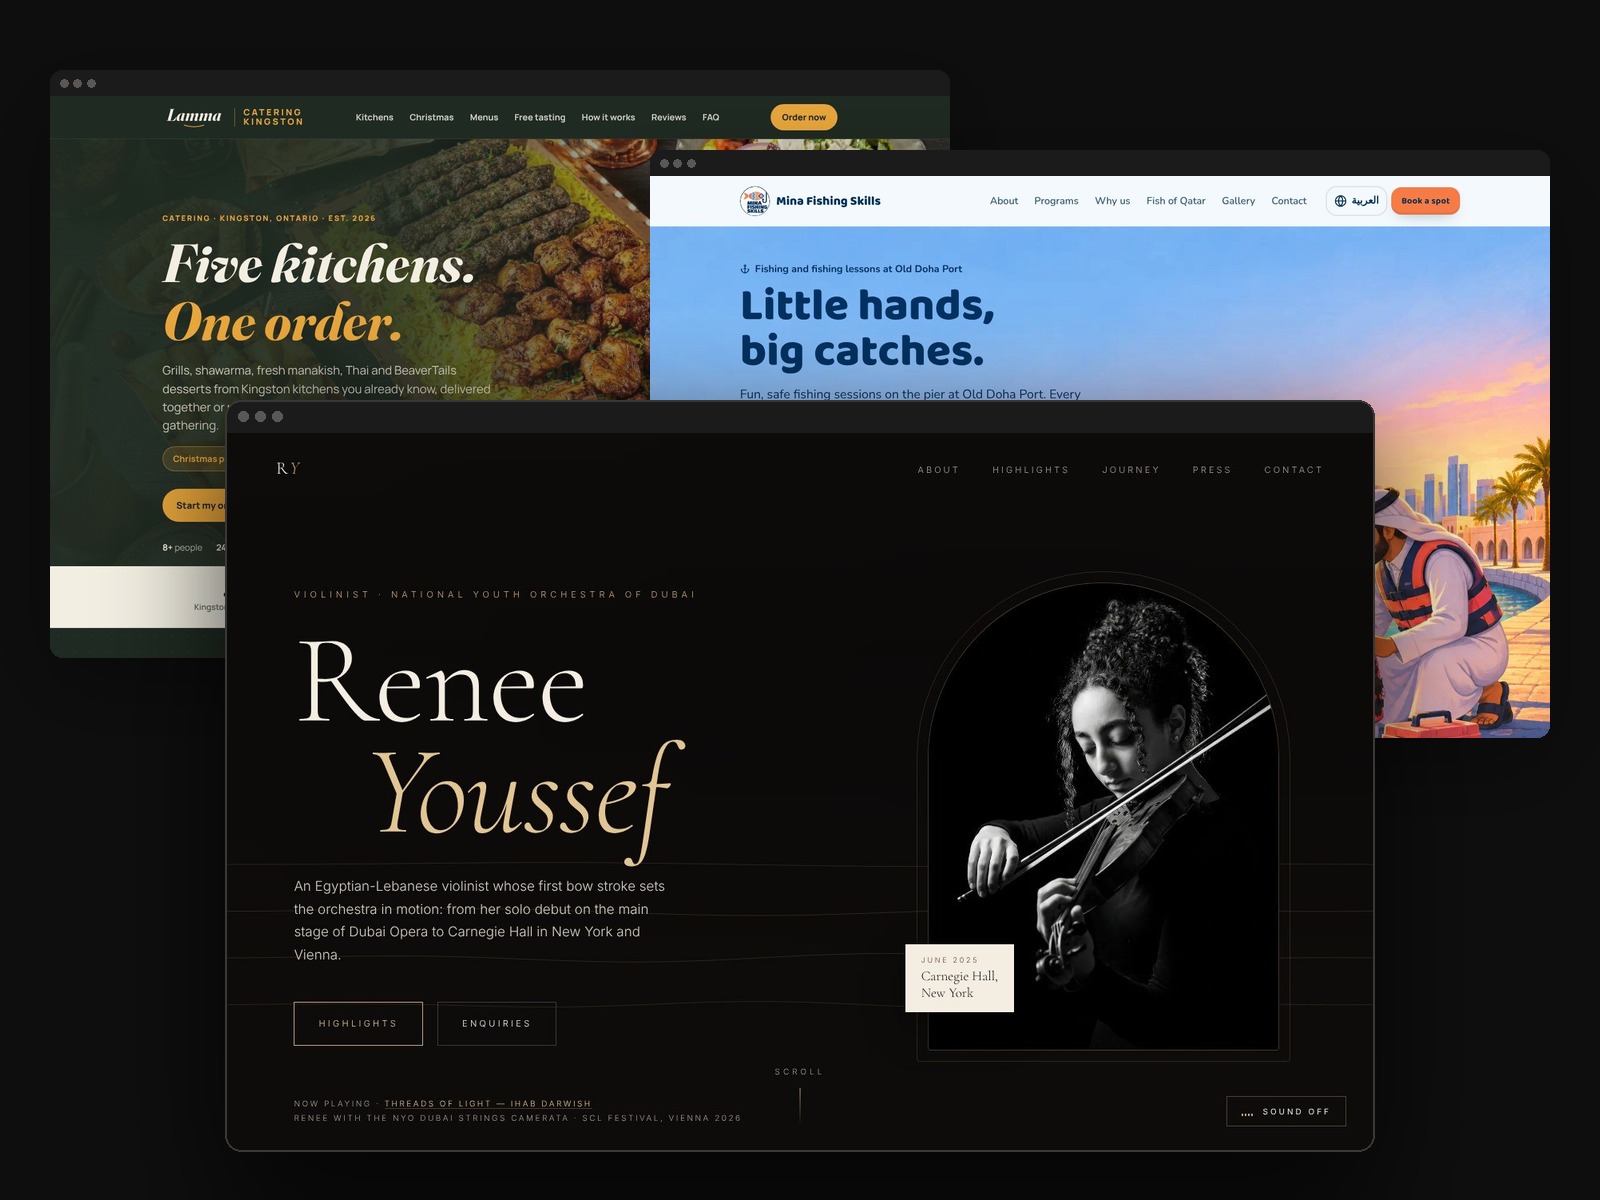 Lamma
CATERING
KINGSTON
Kitchens Christmas Menus Free tasting How it works Reviews FAQ
Order now
CATERING · KINGSTON, ONTARIO · EST. 2026
Five kitchens.
One order.
Grills, shawarma, fresh manakish, Thai and BeaverTails
desserts from Kingston kitchens you already know, delivered
together or
gathering.
Christmas p
Start my o
8+ people 24
Kingston
MINA
FISHING
SKILLS
Mina Fishing Skills
About Programs Why us Fish of Qatar Gallery Contact
العربية
Book a spot
Fishing and fishing lessons at Old Doha Port
Little hands,
big catches.
Fun, safe fishing sessions on the pier at Old Doha Port. Every
RY
ABOUT HIGHLIGHTS JOURNEY PRESS CONTACT
VIOLINIST · NATIONAL YOUTH ORCHESTRA OF DUBAI
Renee
Youssef
An Egyptian-Lebanese violinist whose first bow stroke sets
the orchestra in motion: from her solo debut on the main
stage of Dubai Opera to Carnegie Hall in New York and
Vienna.
HIGHLIGHTS ENQUIRIES
JUNE 2025
Carnegie Hall,
New York
SCROLL
NOW PLAYING · THREADS OF LIGHT — IHAB DARWISH
RENEE WITH THE NYO DUBAI STRINGS CAMERATA · SCL FESTIVAL, VIENNA 2026
SOUND OFF